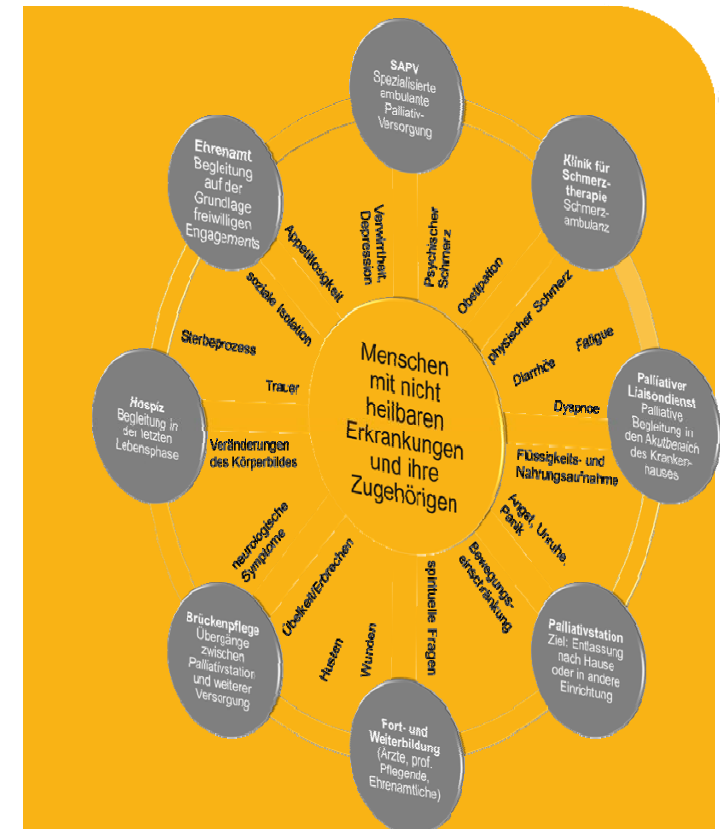 SAPV
Spezialisierte
ambulante
Palliativ-
Versorgung
Klinik für
Schmerz-
therapie
Schmerz-
ambulanz
Palliativer
Liaisondienst
Palliative
Begleitung in
den Akutbereich
des Kranken-
hauses
Palliativstation
Ziel: Entlassung
nach Hause
oder in andere
Einrichtung
Fort- und
Weiterbildung
(Ärzte, prof.
Pflegende,
Ehrenamtliche)
Brückenpflege
Übergänge
zwischen
Palliativstation
und weiterer
Versorgung
Hospiz
Begleitung in
der letzten
Lebensphase
Ehrenamt
Begleitung
auf der
Grundlage
freiwilligen
Engagements
Psychischer
Schmerz
Obstipation
physischer Schmerz
Fatigue
Diarrhöe
Dyspnoe
Flüssigkeits- und
Nahrungsaufnahme
Angst, Unruhe,
Panik
Bewegungs-
einschränkung
spirituelle Fragen
Wunden
Husten
Übelkeit/Erbrechen
neurologische
Symptome
Veränderungen
des Körperbildes
Trauer
Sterbeprozess
soziale Isolation
Appetitlosigkeit
Verwirrtheit,
Depression
Menschen
mit nicht
heilbaren
Erkrankungen
und ihre
Zugehörigen